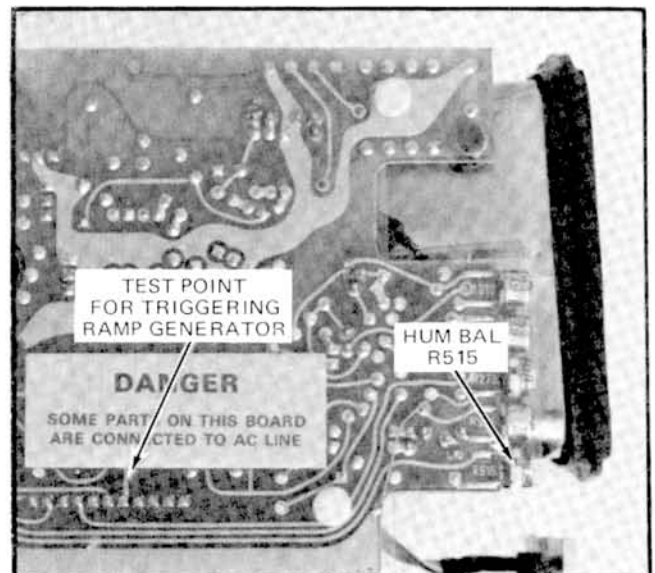 TEST POINT
FOR TRIGGERING
RAMP GENERATOR
HUM BAL
R515
DANGER
SOME PARTS ON THIS BOARD
ARE CONNECTED TO AC LINE
R515